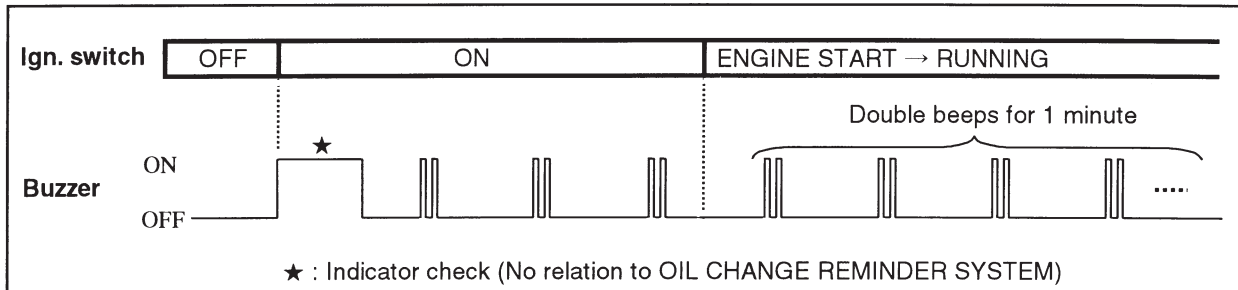 Ign. switch OFF ON ENGINE START → RUNNING
Double beeps for 1 minute
★
ON
Buzzer
OFF
★ : Indicator check (No relation to OIL CHANGE REMINDER SYSTEM)